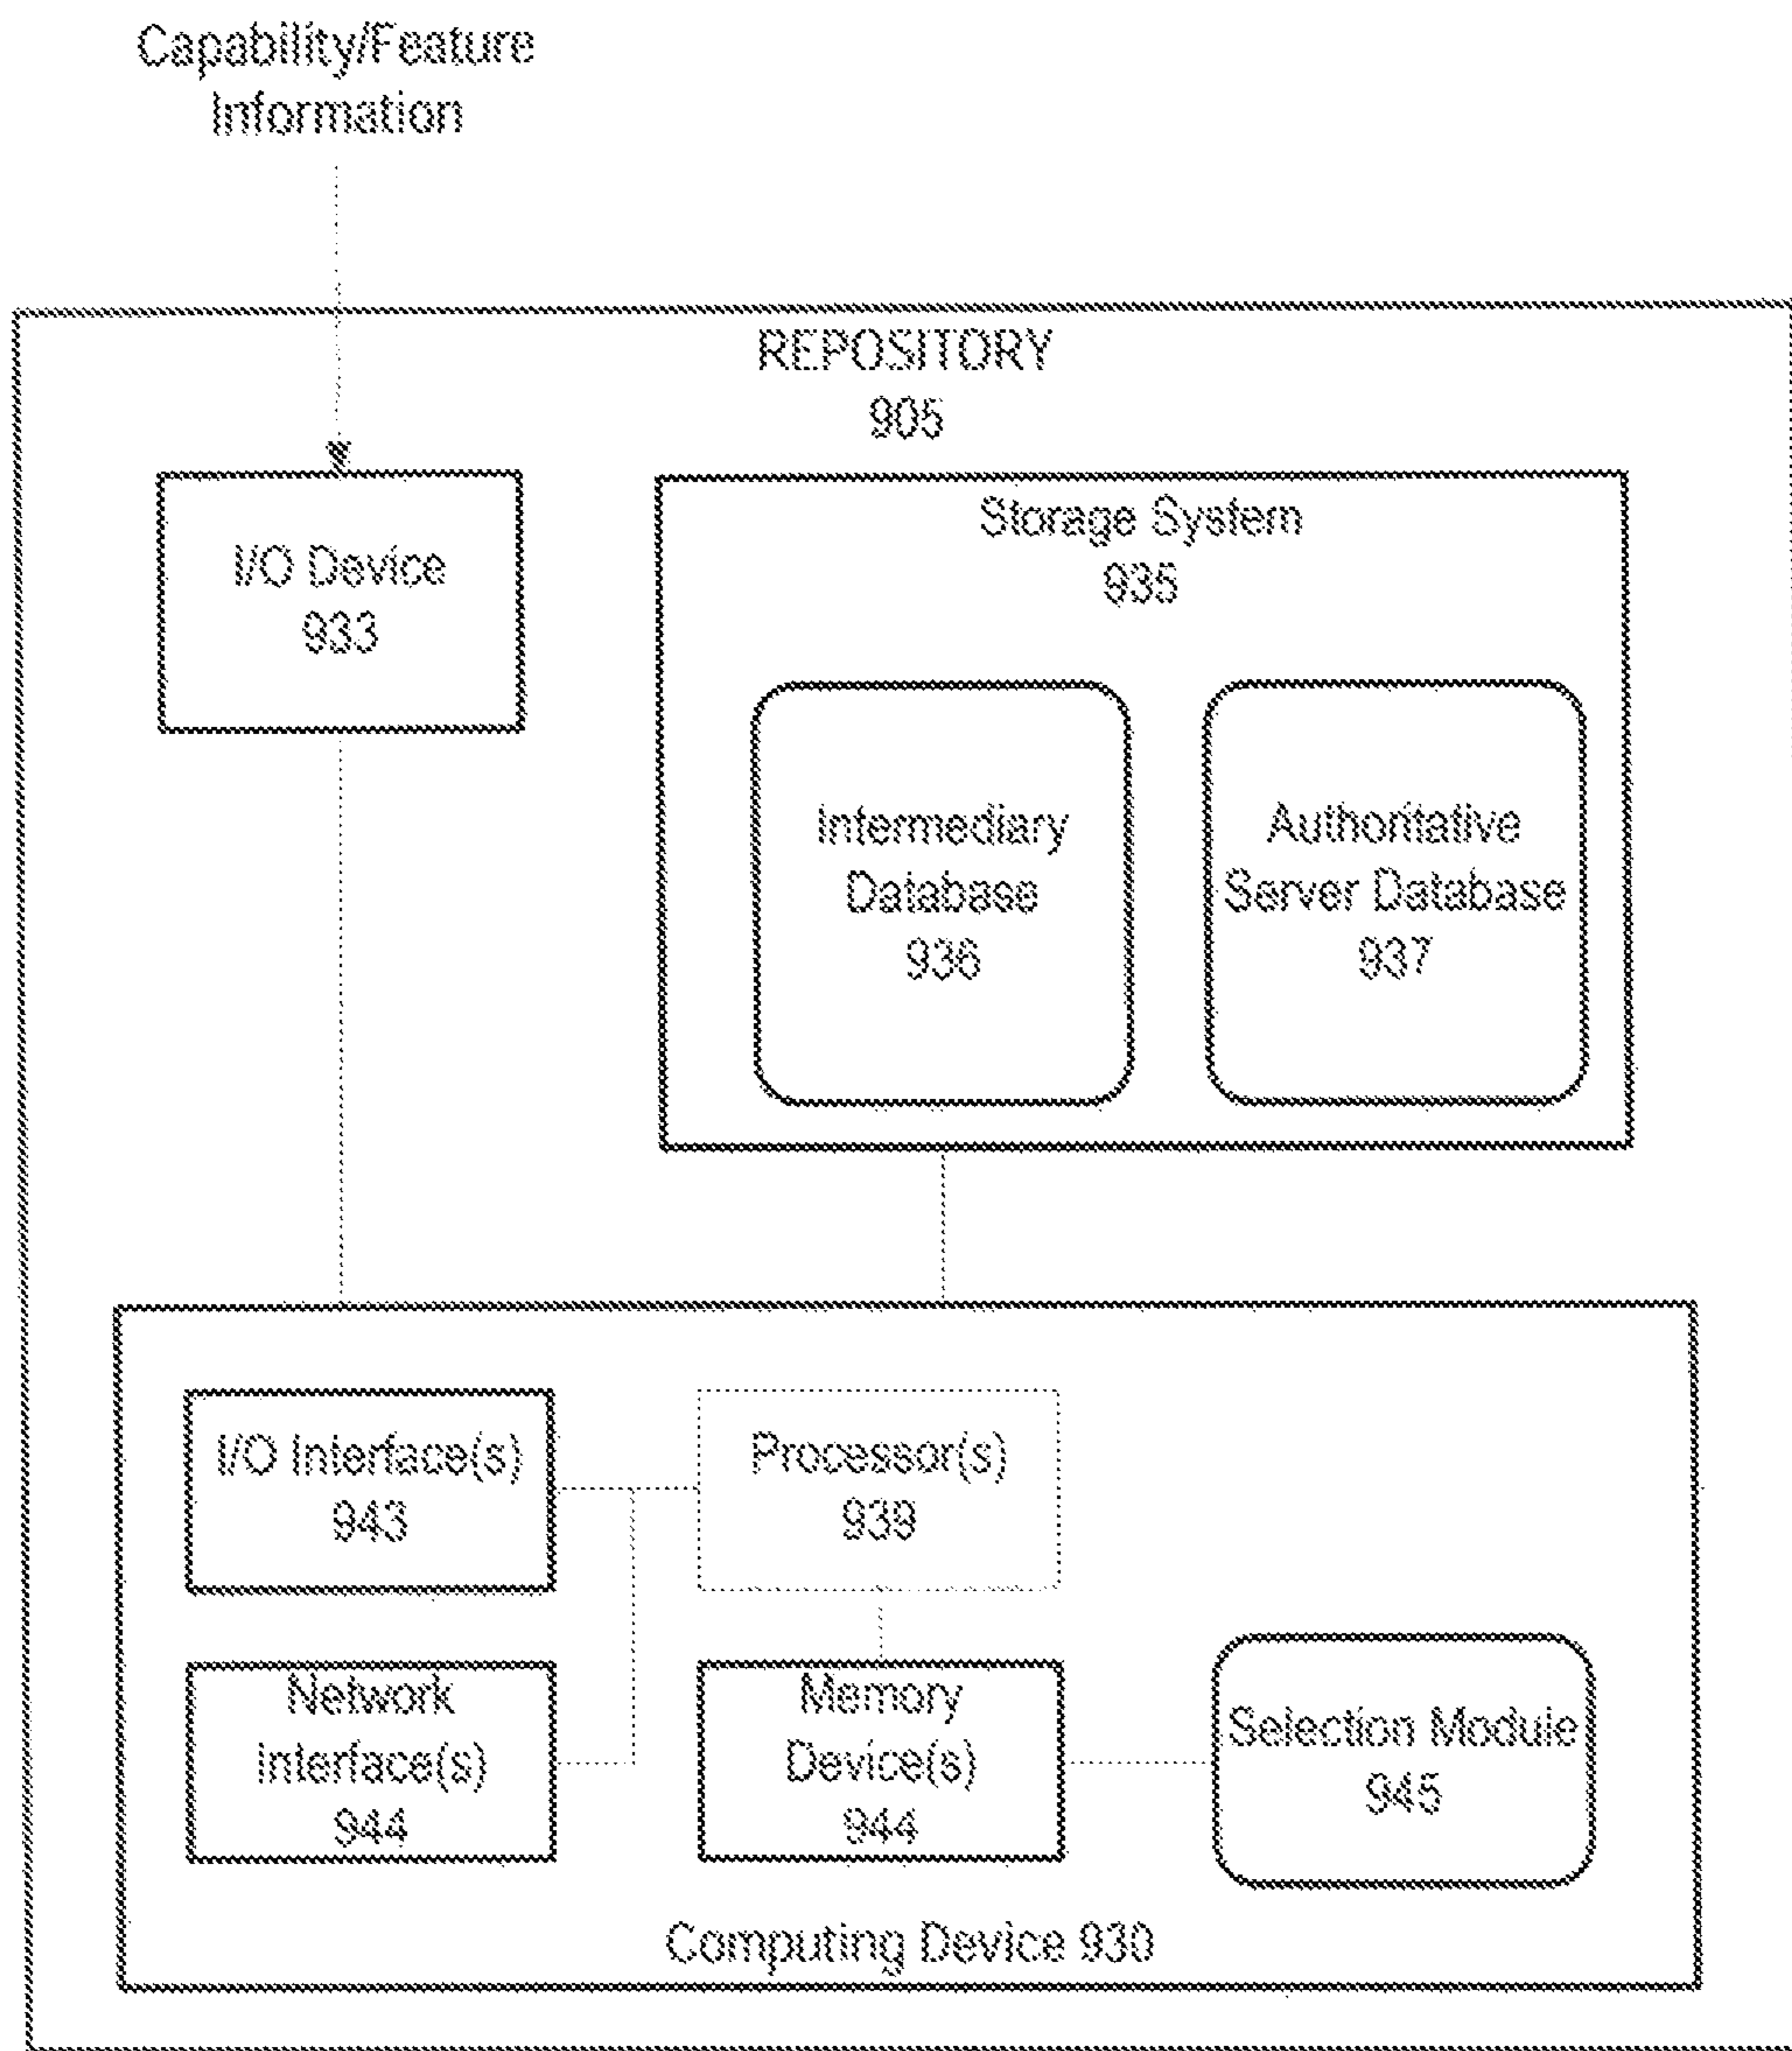 Capability/Feature
Information
REPOSITORY
905
I/O Device
933
Storage System
935
Intermediary
Database
936
Authoritative
Server Database
937
I/O Interface(s)
943
Processor(s)
939
Network
Interface(s)
944
Memory
Device(s)
944
Selection Module
945
Computing Device 930